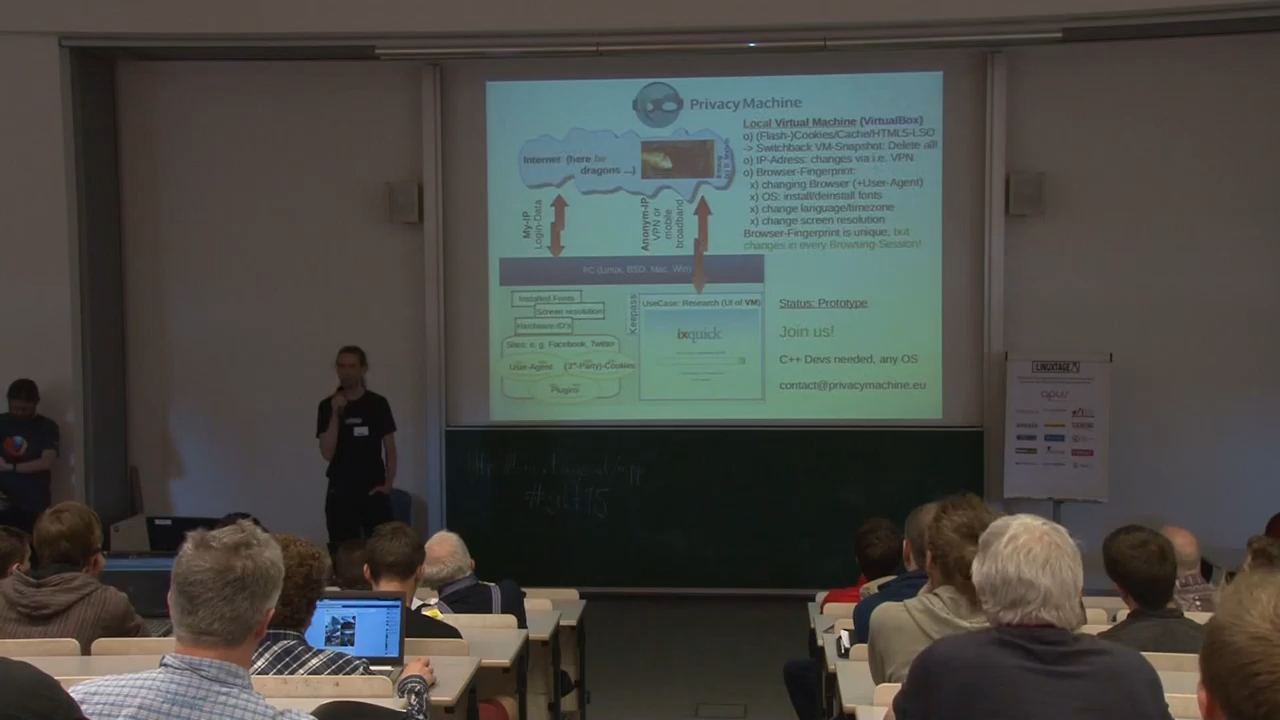 PrivacyMachine
Local Virtual Machine (VirtualBox)
o) (Flash-)Cookies/Cache/HTML5-LSO
-> Switchback VM-Snapshot: Delete all!
o) IP-Adress: changes via i.e. VPN
o) Browser-Fingerprint:
x) changing Browser (+User-Agent)
x) OS: install/deinstall fonts
x) change language/timezone
x) change screen resolution
Browser-Fingerprint is unique, but
changes in every Browsing-Session!
Internet (here be
dragons ...)
My-IP
Login-Data
Anonym-IP
VPN or
mobile
broadband
PC (Linux, BSD, Mac, Win)
Installed Fonts
Screen resolution
Hardware-ID's
Sites: e. g. Facebook, Twitter
User-Agent
(3rd-Party)-Cookies
Plugins
Keepass
UseCase: Research (UI of VM)
ixquick
Status: Prototype
Join us!
C++ Devs needed, any OS
contact@privacymachine.eu
#glt15
LINUXTAGE